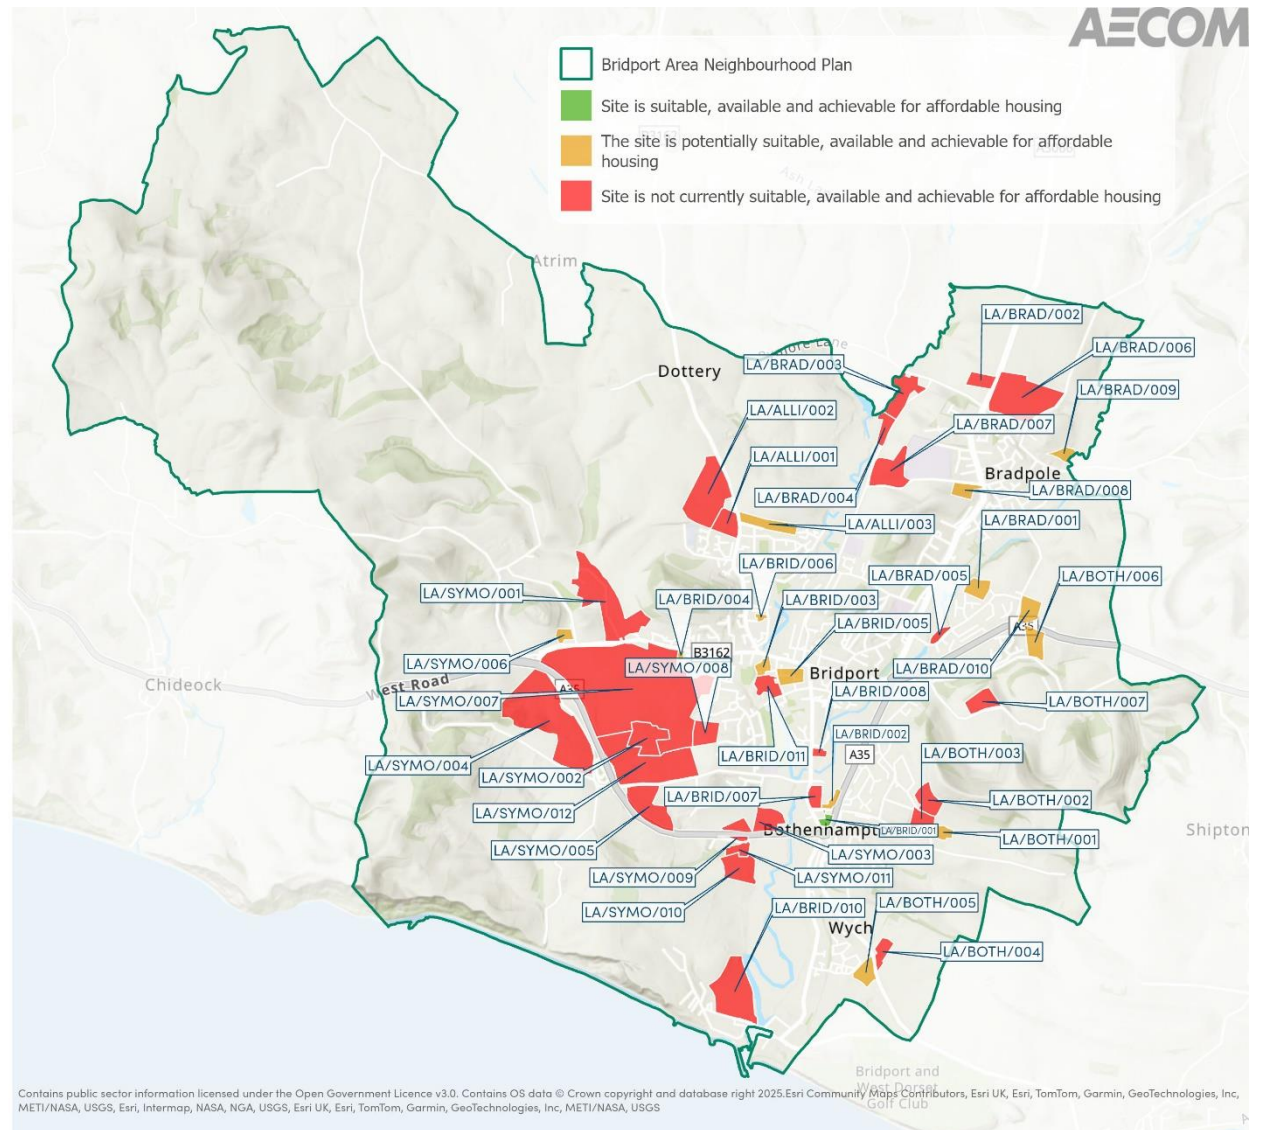 AECOM
Bridport Area Neighbourhood Plan
Site is suitable, available and achievable for affordable housing
The site is potentially suitable, available and achievable for affordable
housing
Site is not currently suitable, available and achievable for affordable housing
Atrim
LA/BRAD/002
LA/BRAD/006
Lane
LA/BRAD/003
Dottery
LA/BRAD/009
LA/ALLI/002
LA/BRAD/007
LA/ALLI/001
Bradpole
LA/BRAD/004
LA/BRAD/008
LA/ALLI/003
LA/BRAD/001
LA/BRID/006
LA/BRAD/005
LA/BOTH/006
LA/SYMO/001
LA/BRID/004
LA/BRID/003
LA/BRID/005
A35
B3162
LA/SYMO/006
LA/SYMO/008
LA/BRAD/010
Bridport
Chideock
West Road
A35
LA/BRID/008
LA/SYMO/007
LA/BOTH/007
LA/BRID/002
LA/BRID/011
A35
LA/BOTH/003
LA/SYMO/004
LA/SYMO/002
LA/BRID/007
LA/BOTH/002
LA/SYMO/012
Bothenhampt
LA/BRID/001
Shipton
LA/BOTH/001
LA/SYMO/005
LA/SYMO/003
LA/SYMO/009
LA/SYMO/011
LA/BOTH/005
LA/SYMO/010
LA/BRID/010
Wych
LA/BOTH/004
Bridport and
West Dorset
Golf Club
Contains public sector information licensed under the Open Government Licence v3.0. Contains OS data © Crown copyright and database right 2025.Esri Community Maps Contributors, Esri UK, Esri, TomTom, Garmin, GeoTechnologies, Inc,
METI/NASA, USGS, Esri, Intermap, NASA, NGA, USGS, Esri UK, Esri, TomTom, Garmin, GeoTechnologies, Inc, METI/NASA, USGS